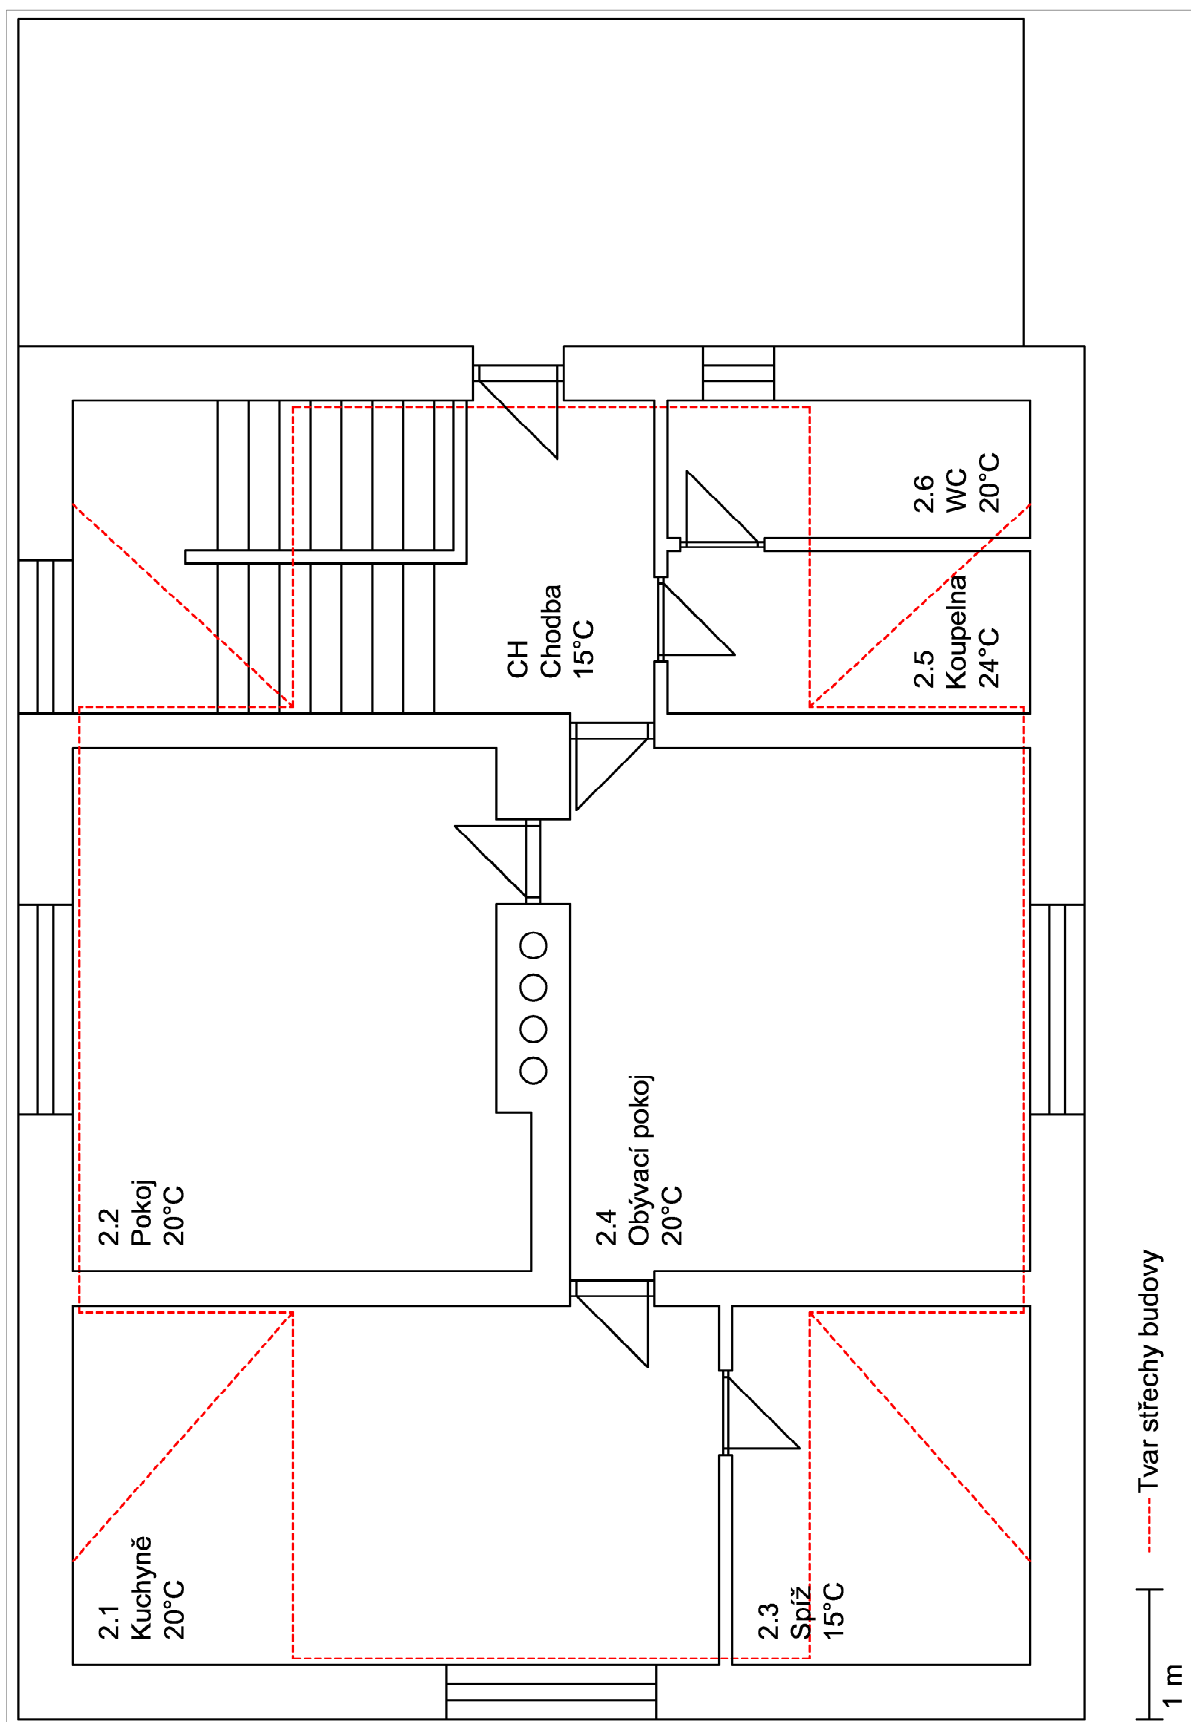 2.1
Kuchyně
20°C
2.2
Pokoj
20°C
CH
Chodba
15°C
2.4
Obývací pokoj
20°C
2.3
Spíž
15°C
2.5
Koupelna
24°C
2.6
WC
20°C
1 m
Tvar střechy budovy